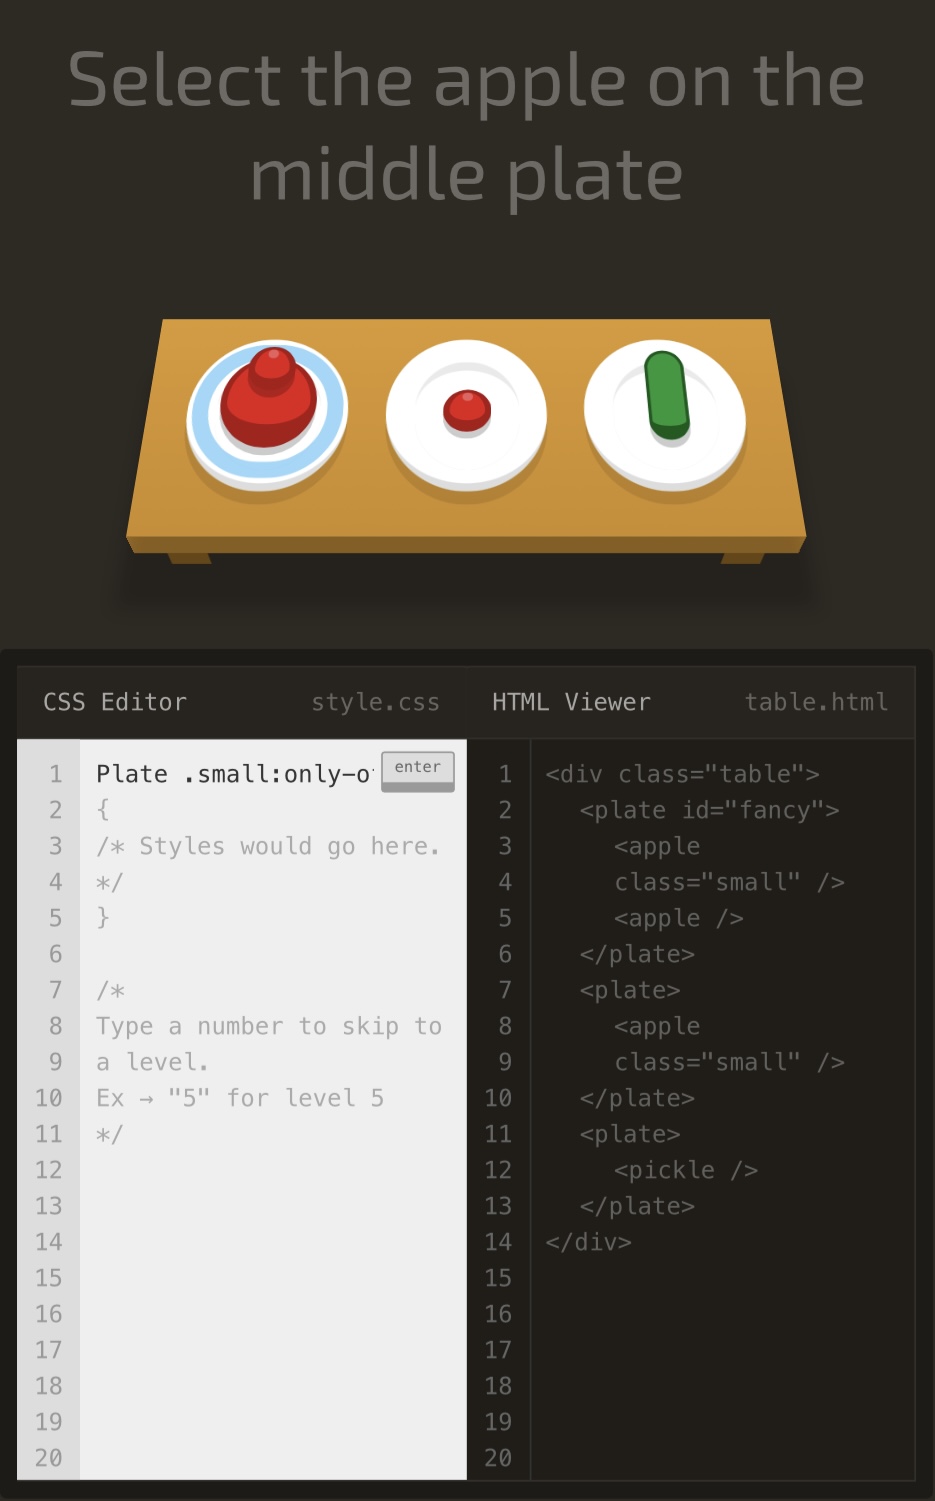 Select the apple on the
middle plate
CSS Editor style.css HTML Viewer table.html
1 Plate .small:only-o enter
2 {
3 /* Styles would go here.
4 */
5 }
6
7 /*
8 Type a number to skip to
9 a level.
10 Ex → "5" for level 5
11 */
12
13
14
15
16
17
18
19
20
1 <div class="table">
2 <plate id="fancy">
3 <apple
4 class="small" />
5 <apple />
6 </plate>
7 <plate>
8 <apple
9 class="small" />
10 </plate>
11 <plate>
12 <pickle />
13 </plate>
14 </div>
15
16
17
18
19
20